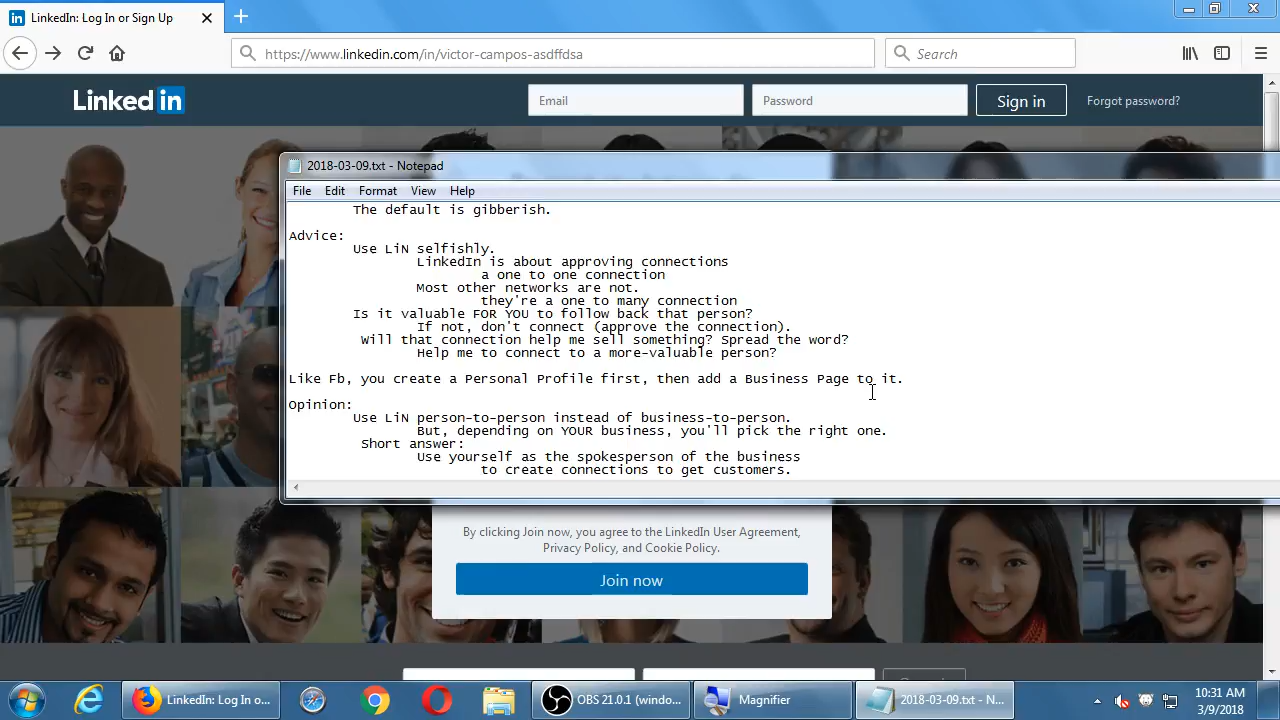 LinkedIn: Log In or Sign Up
https://www.linkedin.com/in/victor-campos-asdffdsa
Search
Linked in
Email
Password
Sign in
Forgot password?
2018-03-09.txt - Notepad
File Edit Format View Help
The default is gibberish.
Advice:
Use LiN selfishly.
LinkedIn is about approving connections
a one to one connection
Most other networks are not.
they're a one to many connection
Is it valuable FOR YOU to follow back that person?
If not, don't connect (approve the connection).
Will that connection help me sell something? Spread the word?
Help me to connect to a more-valuable person?
Like Fb, you create a Personal Profile first, then add a Business Page to it.
Opinion:
Use LiN person-to-person instead of business-to-person.
But, depending on YOUR business, you'll pick the right one.
Short answer:
Use yourself as the spokesperson of the business
to create connections to get customers.
By clicking Join now, you agree to the LinkedIn User Agreement,
Privacy Policy, and Cookie Policy.
Join now
LinkedIn: Log In o...
OBS 21.0.1 (windo...
Magnifier
2018-03-09.txt - N...
10:31 AM
3/9/2018